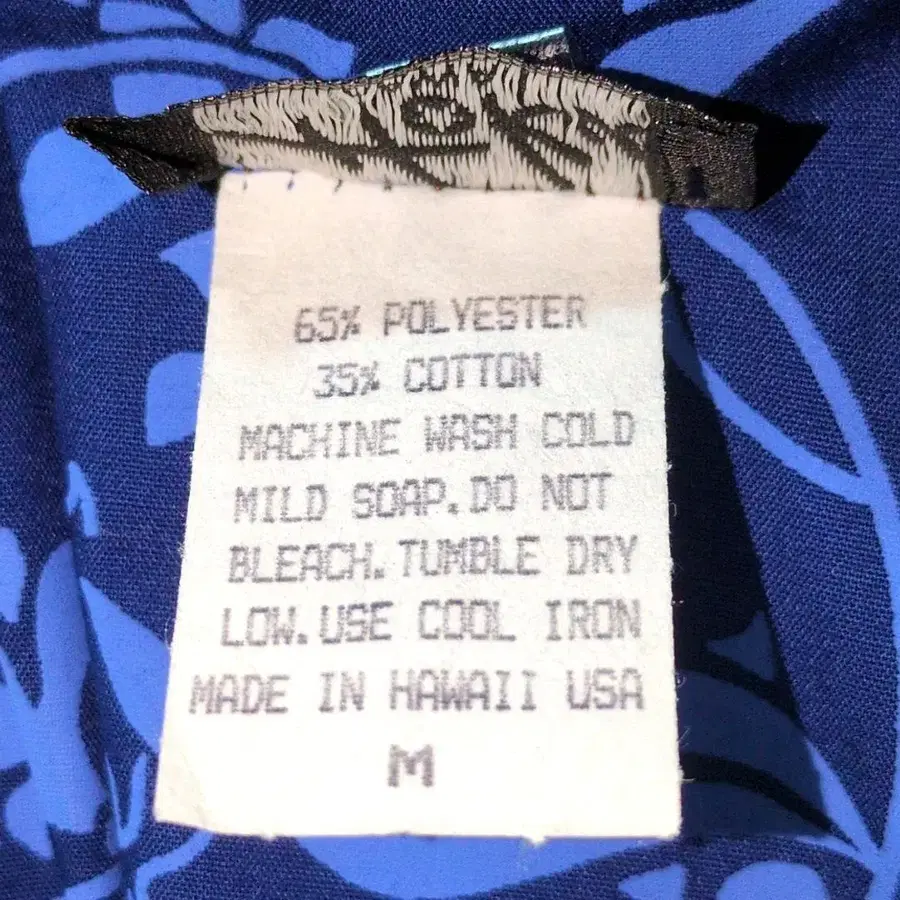 65% POLYESTER
35% COTTON
MACHINE WASH COLD
MILD SOAP.DO NOT
BLEACH.TUMBLE DRY
LOW.USE COOL IRON
MADE IN HAWAII USA
M